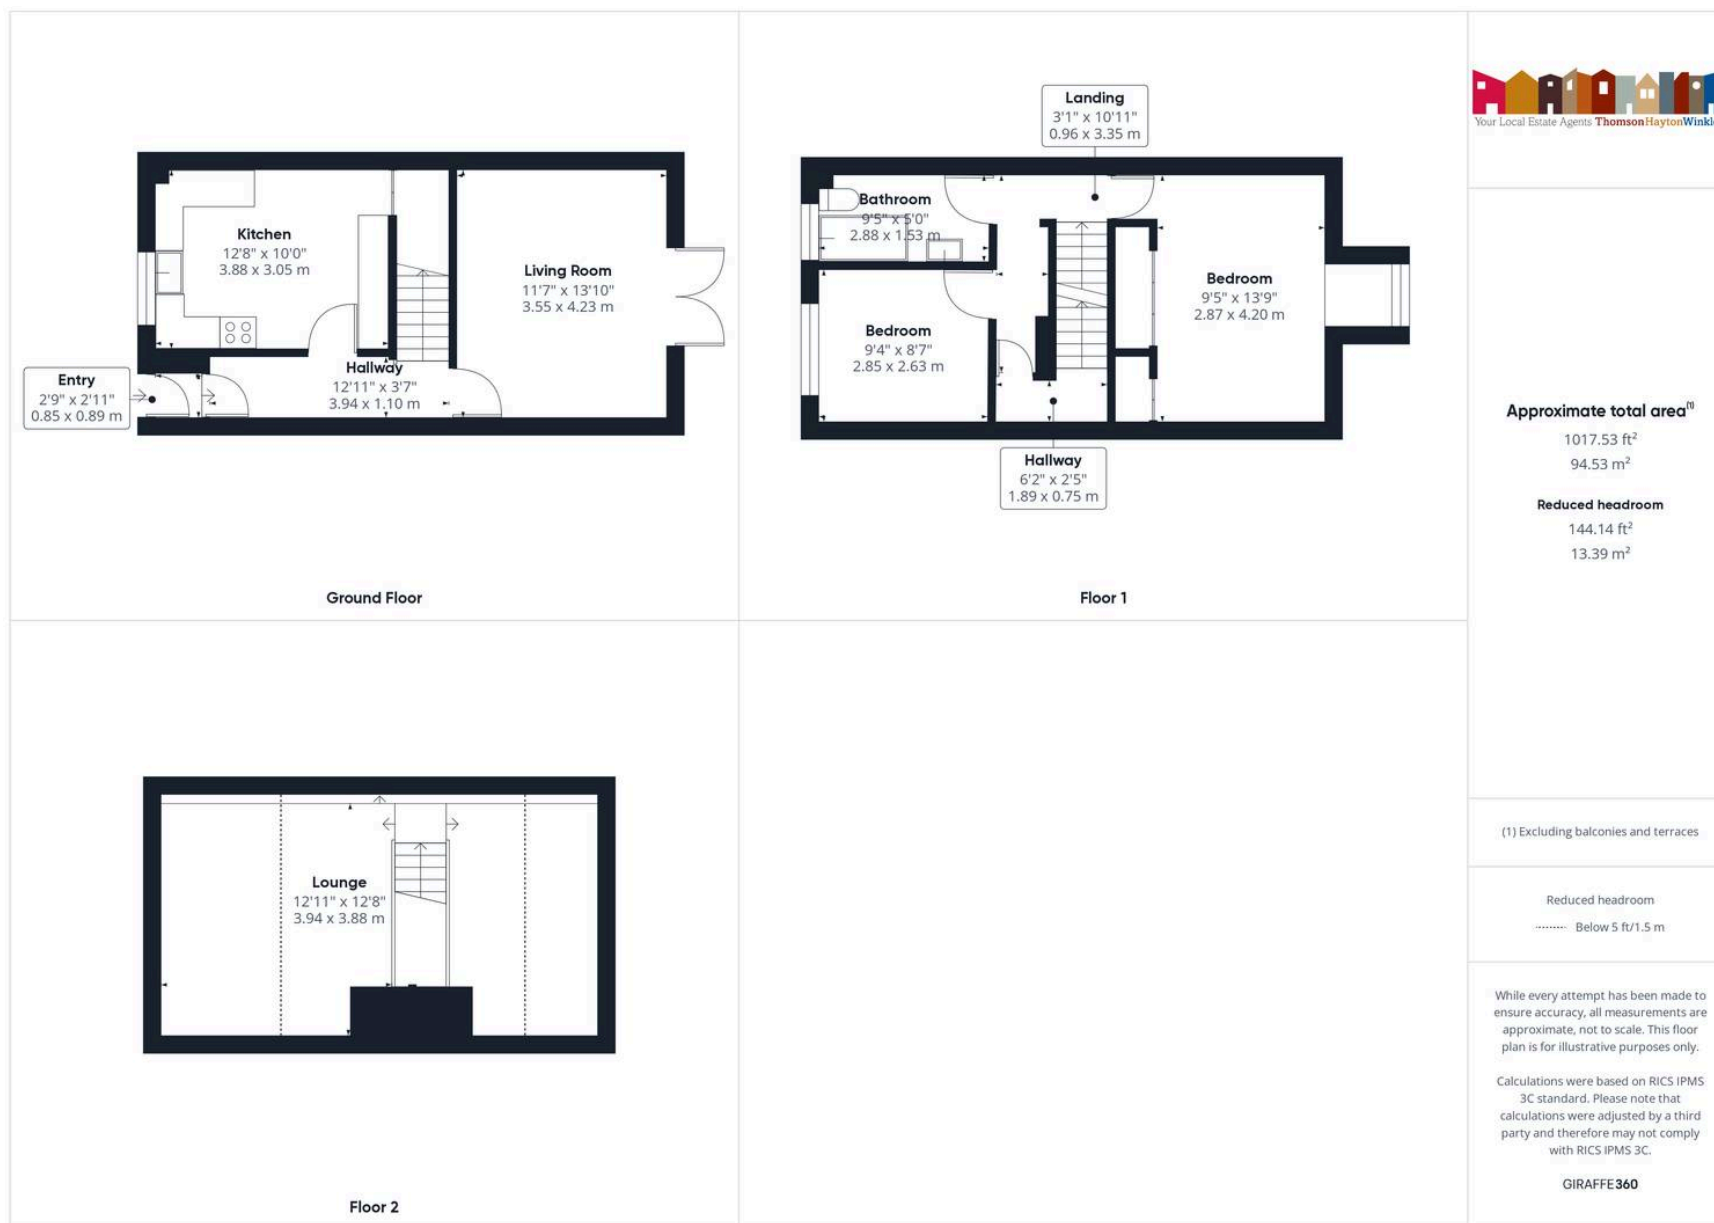 Kitchen
12'8" x 10'0"
3.88 x 3.05 m
Living Room
11'7" x 13'10"
3.55 x 4.23 m
Entry
2'9" x 2'11"
0.85 x 0.89 m
Hallway
12'11" x 3'7"
3.94 x 1.10 m
Ground Floor
Landing
3'1" x 10'11"
0.96 x 3.35 m
Bathroom
9'5" x 5'0"
2.88 x 1.53 m
Bedroom
9'5" x 13'9"
2.87 x 4.20 m
Bedroom
9'4" x 8'7"
2.85 x 2.63 m
Hallway
6'2" x 2'5"
1.89 x 0.75 m
Floor 1
Lounge
12'11" x 12'8"
3.94 x 3.88 m
Floor 2
Your Local Estate Agents ThomsonHaytonWinkl
Approximate total area(1)
1017.53 ft²
94.53 m²
Reduced headroom
144.14 ft²
13.39 m²
(1) Excluding balconies and terraces
Reduced headroom
Below 5 ft/1.5 m
While every attempt has been made to
ensure accuracy, all measurements are
approximate, not to scale. This floor
plan is for illustrative purposes only.
Calculations were based on RICS IPMS
3C standard. Please note that
calculations were adjusted by a third
party and therefore may not comply
with RICS IPMS 3C.
GIRAFFE360